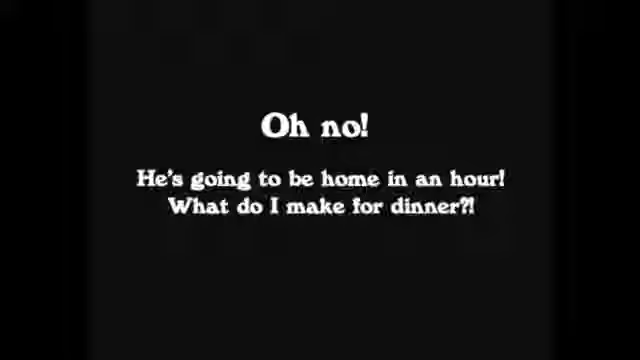 Oh no!
He's going to be home in an hour!
What do I make for dinner?!